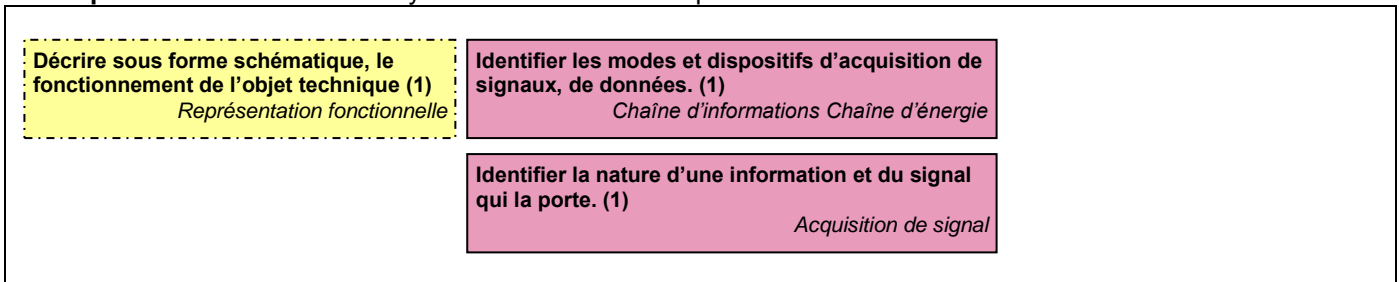 Décrire sous forme schématique, le
fonctionnement de l’objet technique (1)
Représentation fonctionnelle
Identifier les modes et dispositifs d’acquisition de
signaux, de données. (1)
Chaîne d’informations Chaîne d’énergie
Identifier la nature d’une information et du signal
qui la porte. (1)
Acquisition de signal